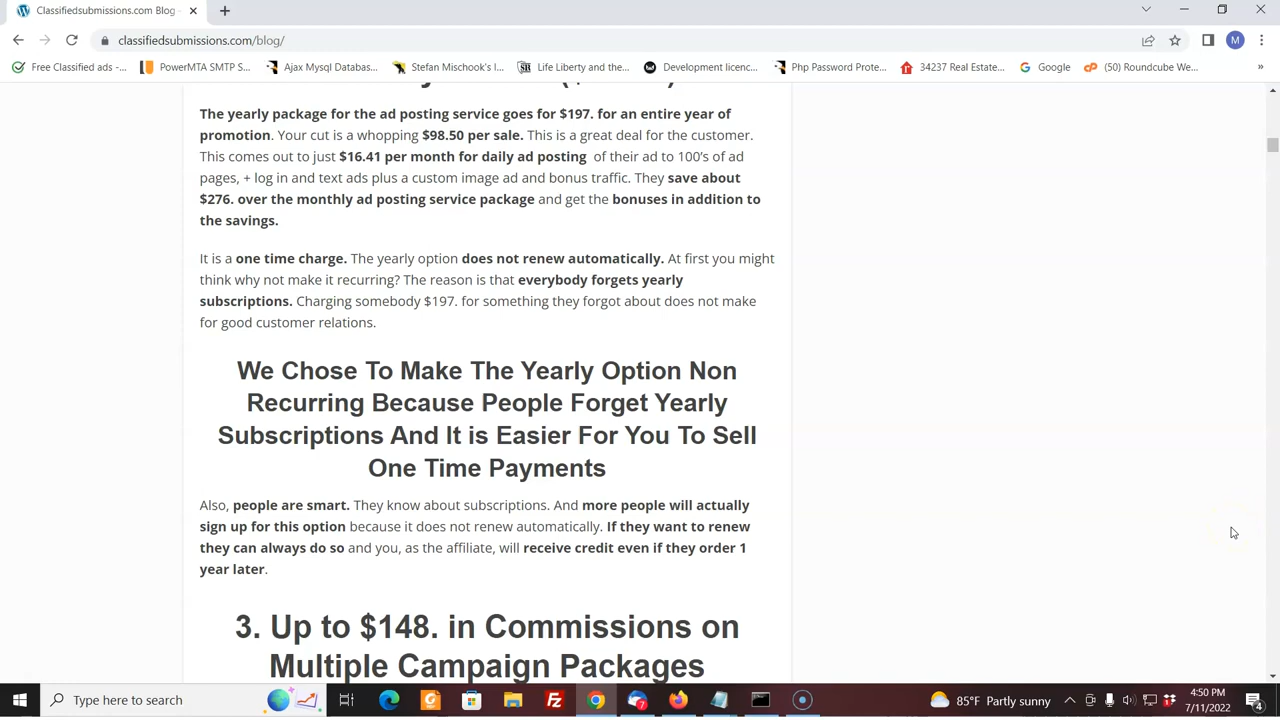 Classifiedsubmissions.com Blog
classifiedsubmissions.com/blog/
M
Free Classified ads -...
PowerMTA SMTP S...
Ajax Mysql Databas...
Stefan Mischook's I...
Life Liberty and the...
Development licenc...
Php Password Prote...
34237 Real Estate...
Google
(50) Roundcube We...
»
The yearly package for the ad posting service goes for $197. for an entire year of
promotion. Your cut is a whopping $98.50 per sale. This is a great deal for the customer.
This comes out to just $16.41 per month for daily ad posting of their ad to 100's of ad
pages, + log in and text ads plus a custom image ad and bonus traffic. They save about
$276. over the monthly ad posting service package and get the bonuses in addition to
the savings.
It is a one time charge. The yearly option does not renew automatically. At first you might
think why not make it recurring? The reason is that everybody forgets yearly
subscriptions. Charging somebody $197. for something they forgot about does not make
for good customer relations.
We Chose To Make The Yearly Option Non
Recurring Because People Forget Yearly
Subscriptions And It is Easier For You To Sell
One Time Payments
Also, people are smart. They know about subscriptions. And more people will actually
sign up for this option because it does not renew automatically. If they want to renew
they can always do so and you, as the affiliate, will receive credit even if they order 1
year later.
3. Up to $148. in Commissions on
Multiple Campaign Packages
Type here to search
7
85°F Partly sunny
4:50 PM
7/11/2022
4